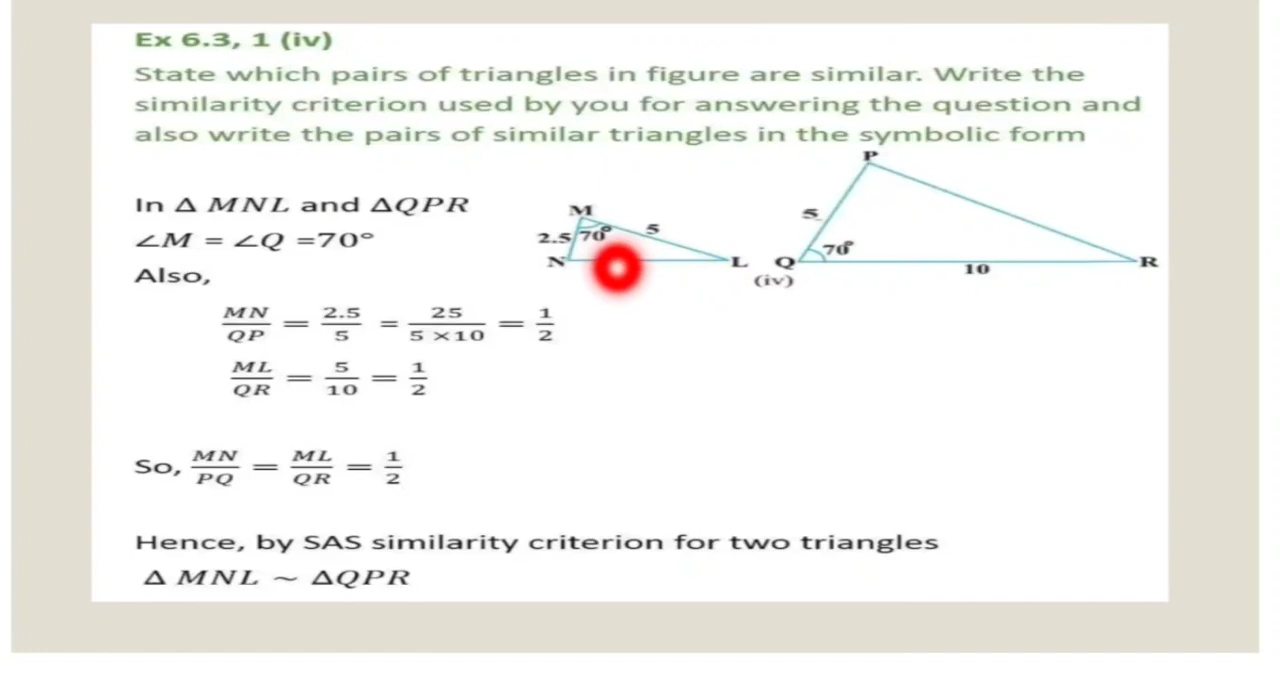 Ex 6.3, 1 (iv)
State which pairs of triangles in figure are similar. Write the
similarity criterion used by you for answering the question and
also write the pairs of similar triangles in the symbolic form
P
In Δ MNL and ΔQPR
M
5
5
∠M = ∠Q =70°
2.5
70°
70°
N
L
Q
R
Also,
10
(iv)
MN/QP = 2.5/5 = 25/(5 ×10) = 1/2
ML/QR = 5/10 = 1/2
So, MN/PQ = ML/QR = 1/2
Hence, by SAS similarity criterion for two triangles
Δ MNL ~ ΔQPR